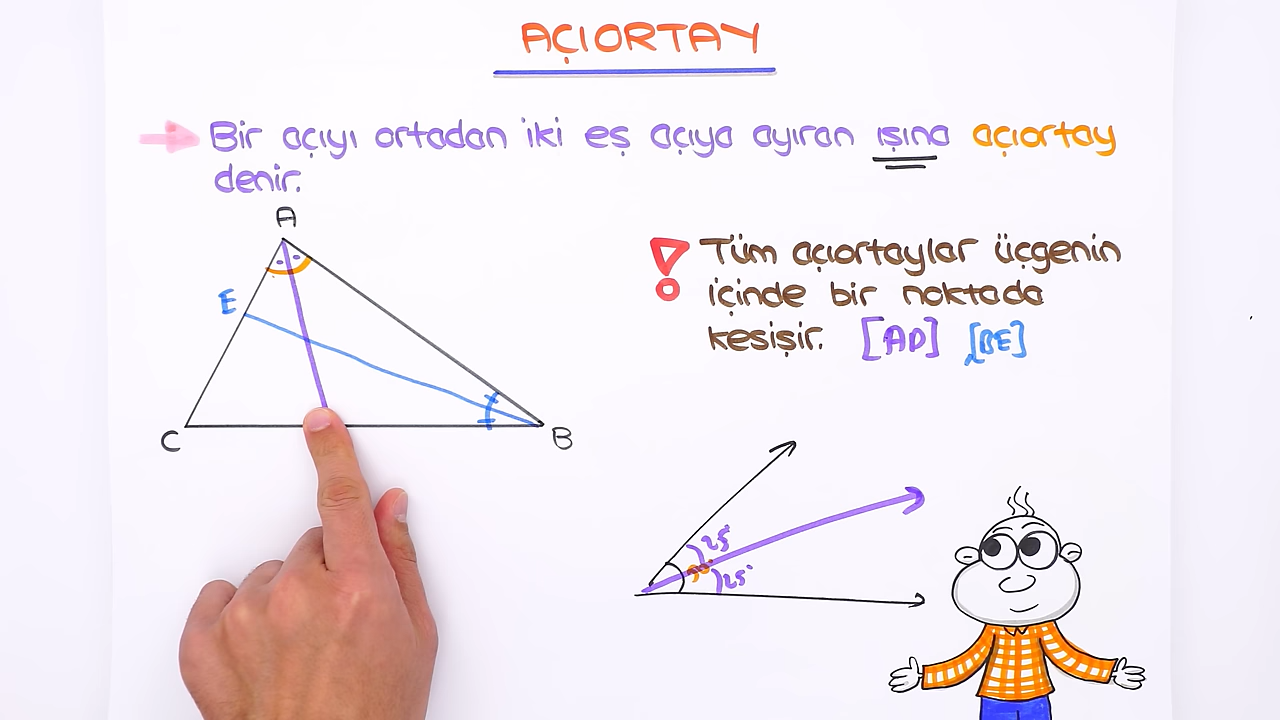 AÇIORTAY
Bir açıyı ortadan iki eş açıya ayıran ışına açıortay
denir.
A
E
C
B
! Tüm açıortaylar üçgenin
içinde bir noktada
kesişir. [AD] [BE]
25°
25°